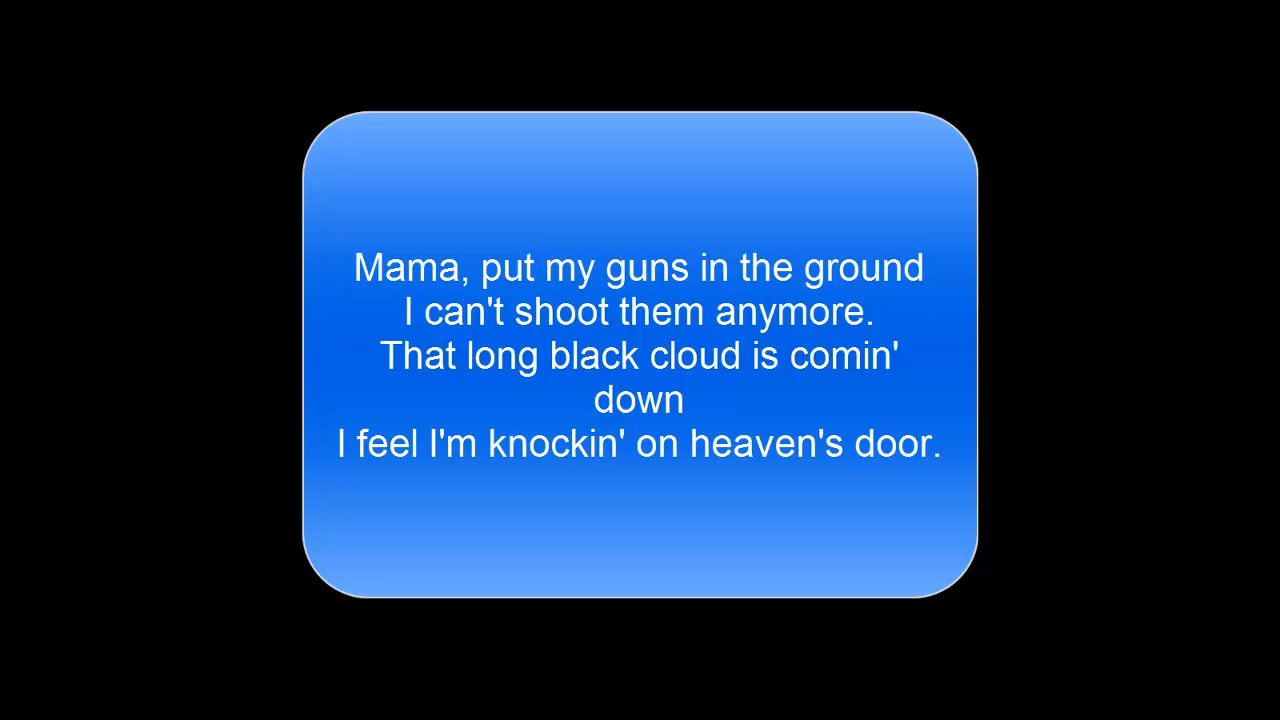 Mama, put my guns in the ground
I can't shoot them anymore.
That long black cloud is comin'
down
I feel I'm knockin' on heaven's door.